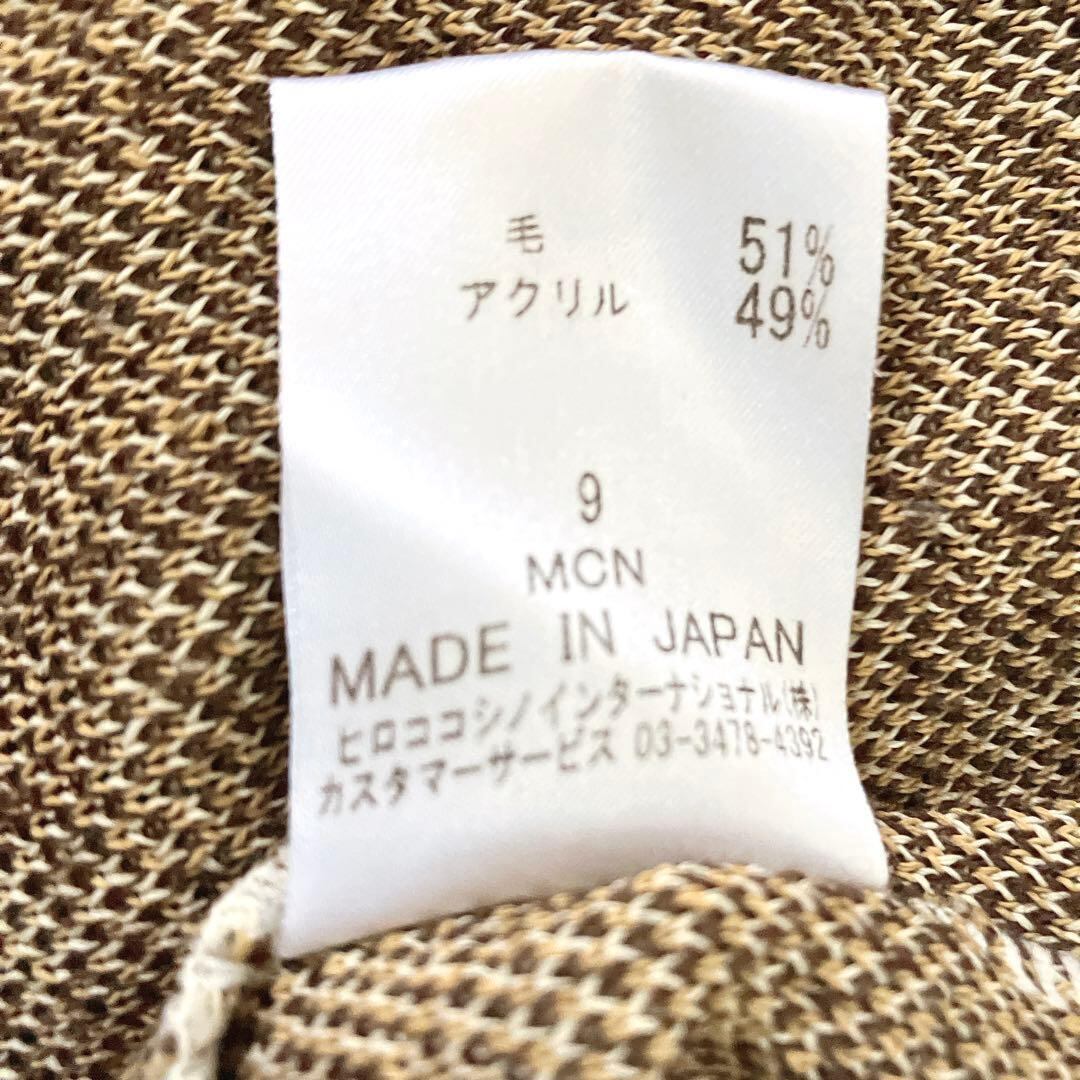 毛 51%
アクリル 49%
9
MCN
MADE IN JAPAN
ヒロココシノインターナショナル(株)
カスタマーサービス 03-3478-4392